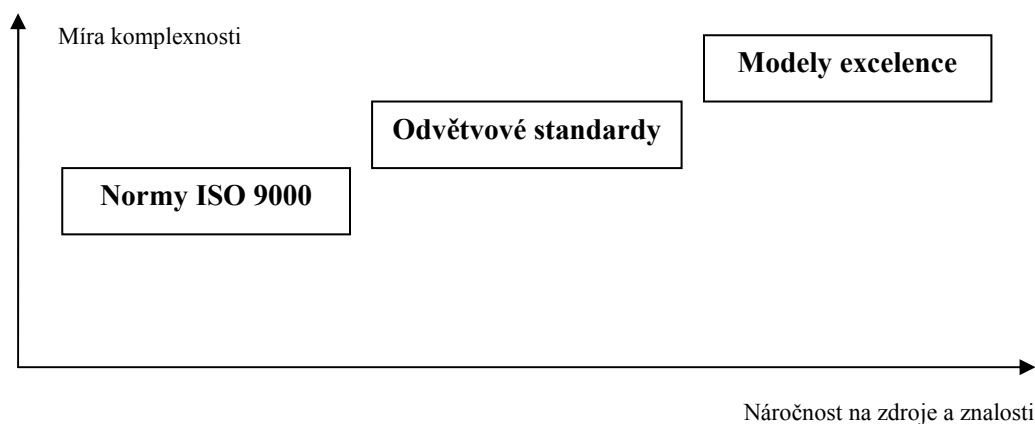 Míra komplexnosti
Modely excelence
Odvětvové standardy
Normy ISO 9000
Náročnost na zdroje a znalosti